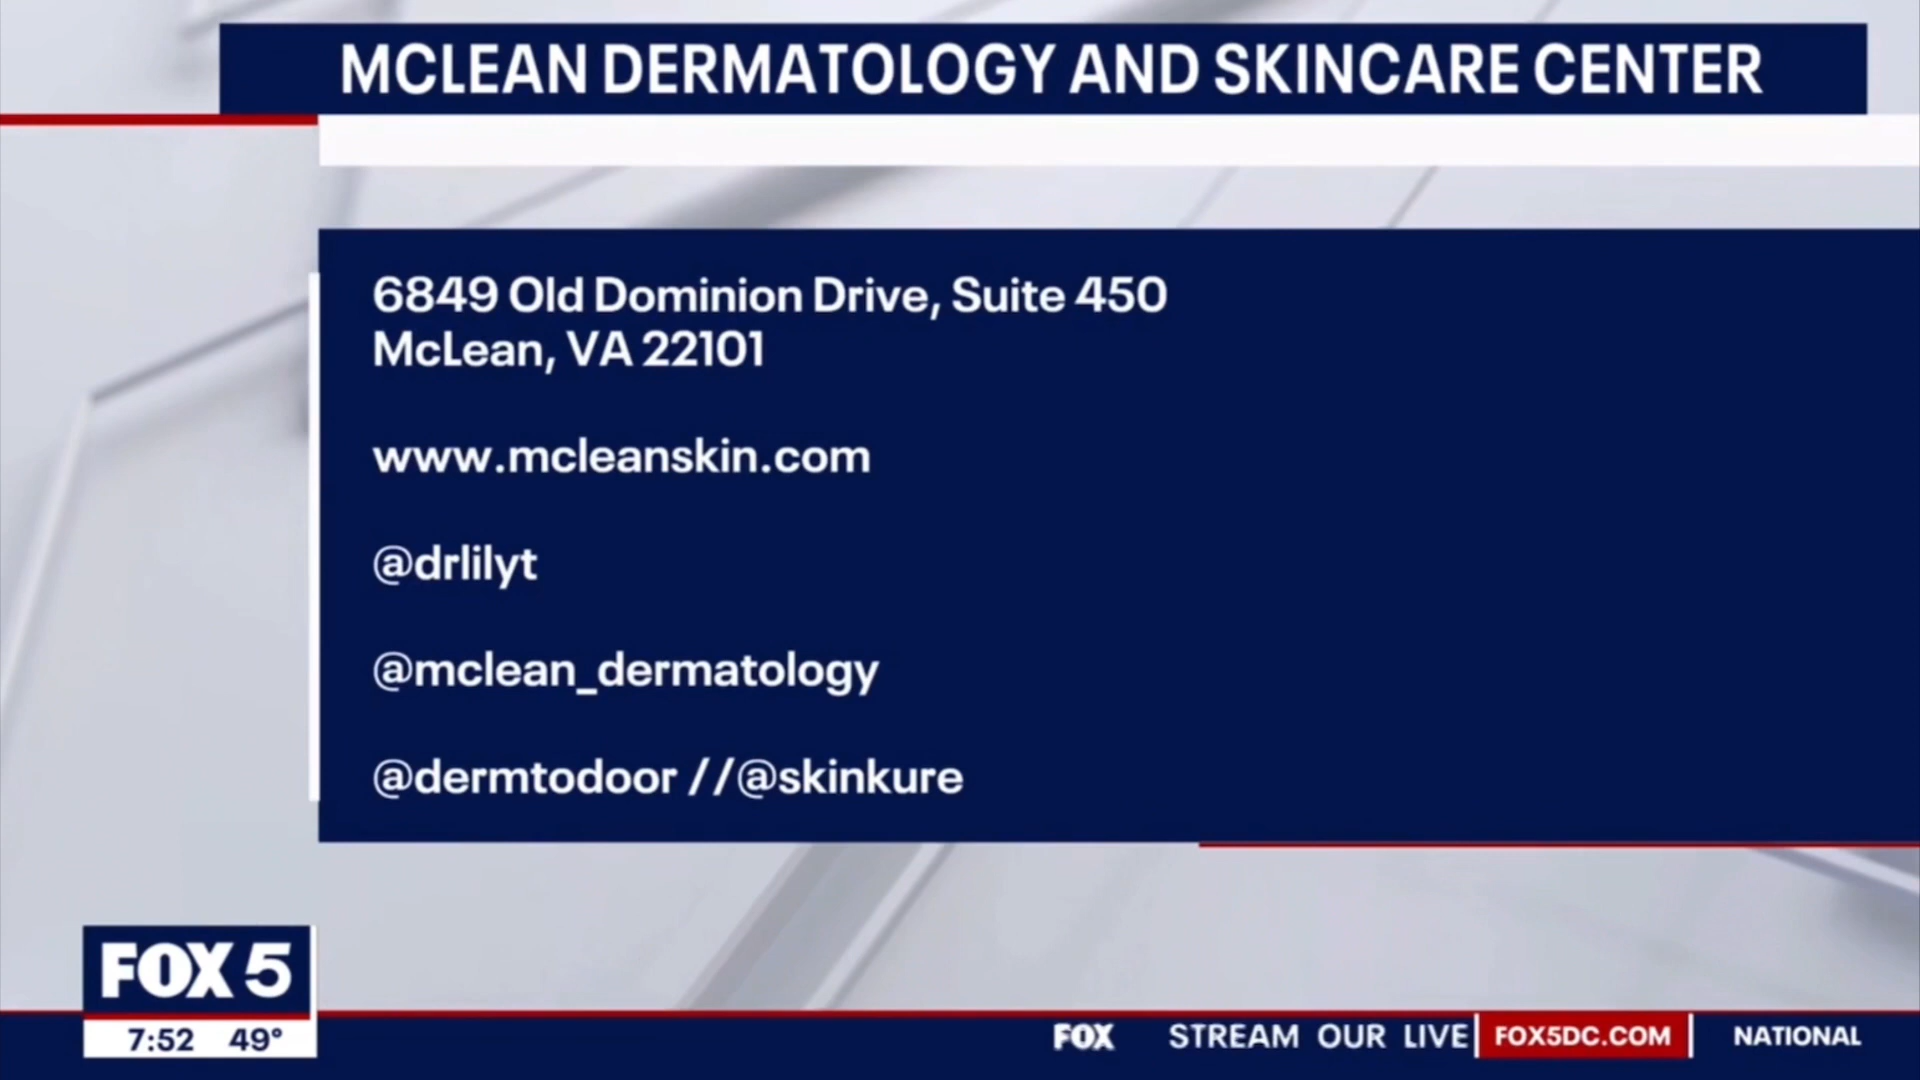 MCLEAN DERMATOLOGY AND SKINCARE CENTER
6849 Old Dominion Drive, Suite 450
McLean, VA 22101
www.mcleanskin.com
@drlilyt
@mclean_dermatology
@dermtodoor //@skinkure
FOX 5
7:52 49°
FOX STREAM OUR LIVE FOX5DC.COM NATIONAL